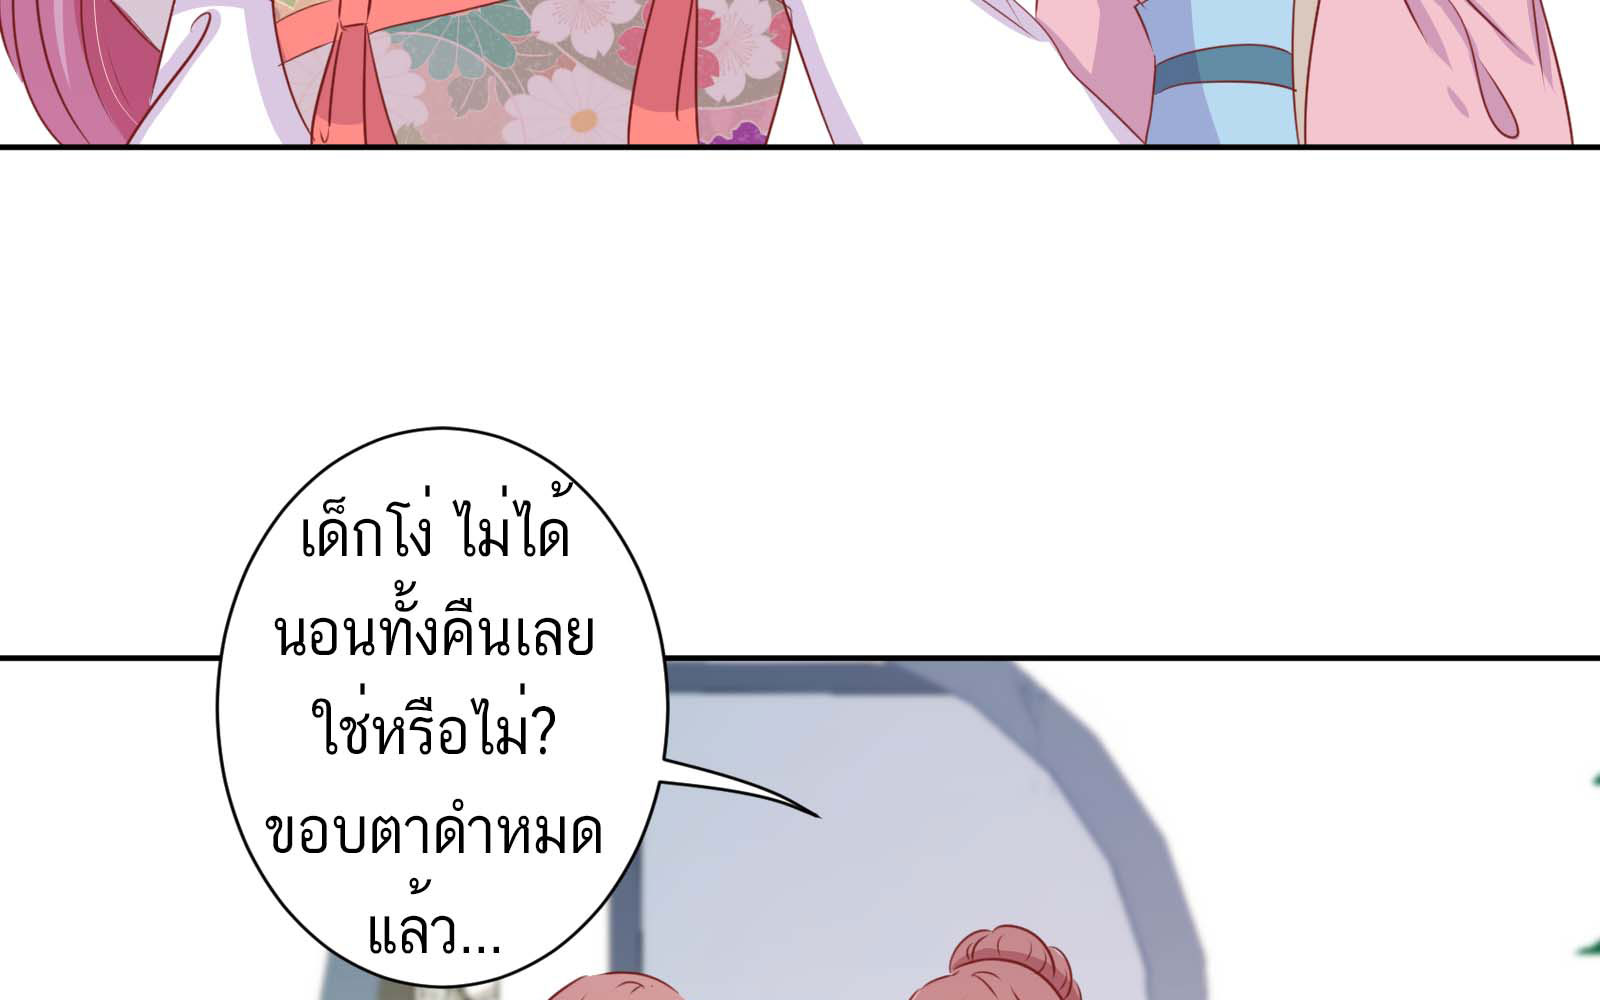 เด็กโง่ ไม่ได้
นอนทั้งคืนเลย
ใช่หรือไม่?
ขอบตาดำหมด
แล้ว...